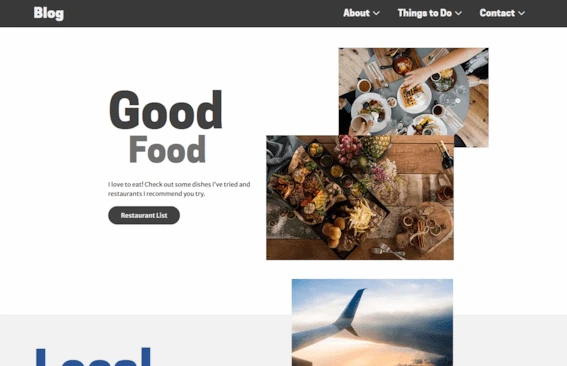 Blog
About
Things to Do
Contact
Good
Food
I love to eat! Check out some dishes I've tried and
restaurants I recommend you try.
Restaurant List
Local